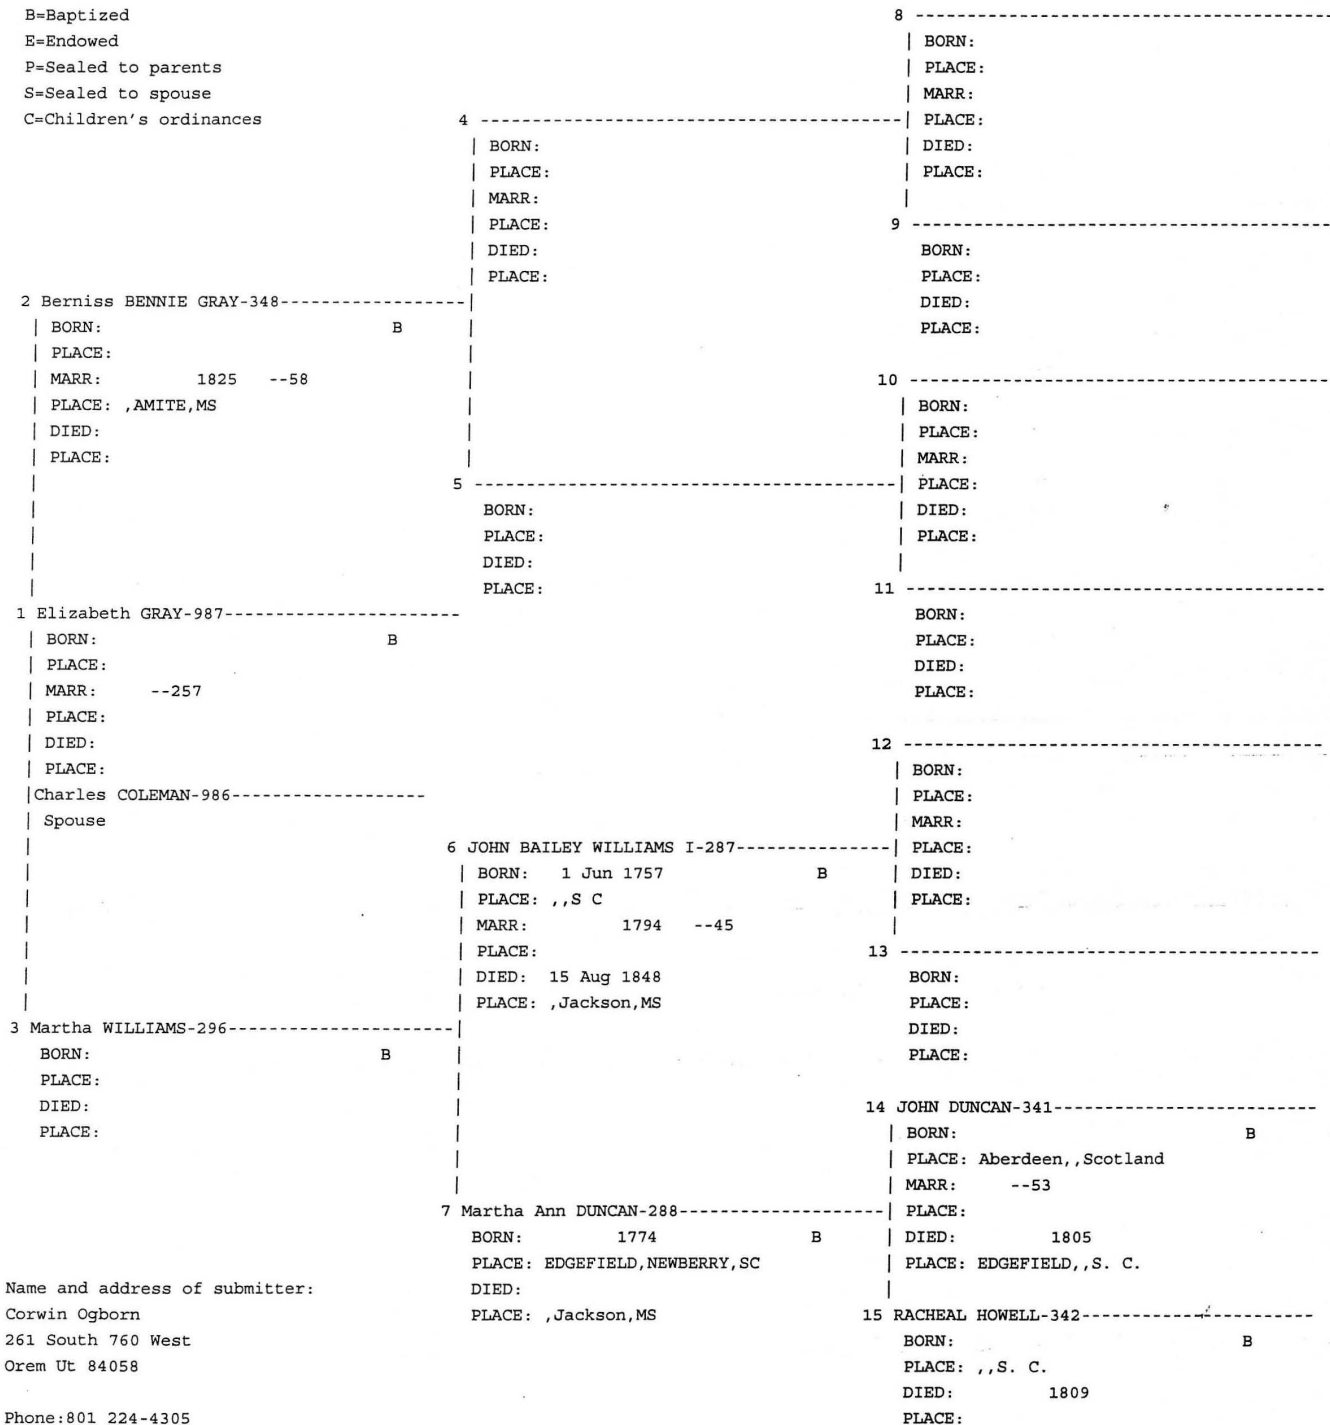 B=Baptized
E=Endowed
P=Sealed to parents
S=Sealed to spouse
C=Children's ordinances
8 ----------------------------------------
| BORN:
| PLACE:
| MARR:
4 ----------------------------------------| PLACE:
| BORN: | DIED:
| PLACE: | PLACE:
| MARR: |
| PLACE: 9 ----------------------------------------
| DIED: BORN:
| PLACE: PLACE:
2 Berniss BENNIE GRAY-348------------------| DIED:
| BORN: B | PLACE:
| PLACE: |
| MARR: 1825 --58 | 10 ----------------------------------------
| PLACE: ,AMITE,MS | | BORN:
| DIED: | | PLACE:
| PLACE: | | MARR:
| 5 ----------------------------------------| PLACE:
| BORN: | DIED:
| PLACE: | PLACE:
| DIED: |
| PLACE: 11 ----------------------------------------
1 Elizabeth GRAY-987----------------------- BORN:
| BORN: B PLACE:
| PLACE: DIED:
| MARR: --257 PLACE:
| PLACE:
| DIED: 12 ----------------------------------------
| PLACE: | BORN:
|Charles COLEMAN-986------------------- | PLACE:
| Spouse | MARR:
| 6 JOHN BAILEY WILLIAMS I-287---------------| PLACE:
| | BORN: 1 Jun 1757 B | DIED:
| | PLACE: ,,S C | PLACE:
| | MARR: 1794 --45 |
| | PLACE: 13 ----------------------------------------
| | DIED: 15 Aug 1848 BORN:
| | PLACE: ,Jackson,MS PLACE:
3 Martha WILLIAMS-296----------------------| DIED:
BORN: B | PLACE:
PLACE: |
DIED: | 14 JOHN DUNCAN-341--------------------------
PLACE: | | BORN: B
| | PLACE: Aberdeen,,Scotland
| | MARR: --53
7 Martha Ann DUNCAN-288--------------------| PLACE:
BORN: 1774 B | DIED: 1805
PLACE: EDGEFIELD,NEWBERRY,SC | PLACE: EDGEFIELD,,S. C.
Name and address of submitter: DIED: |
Corwin Ogborn PLACE: ,Jackson,MS 15 RACHEAL HOWELL-342-----------------------
261 South 760 West BORN: B
Orem Ut 84058 PLACE: ,,S. C.
DIED: 1809
Phone:801 224-4305 PLACE: